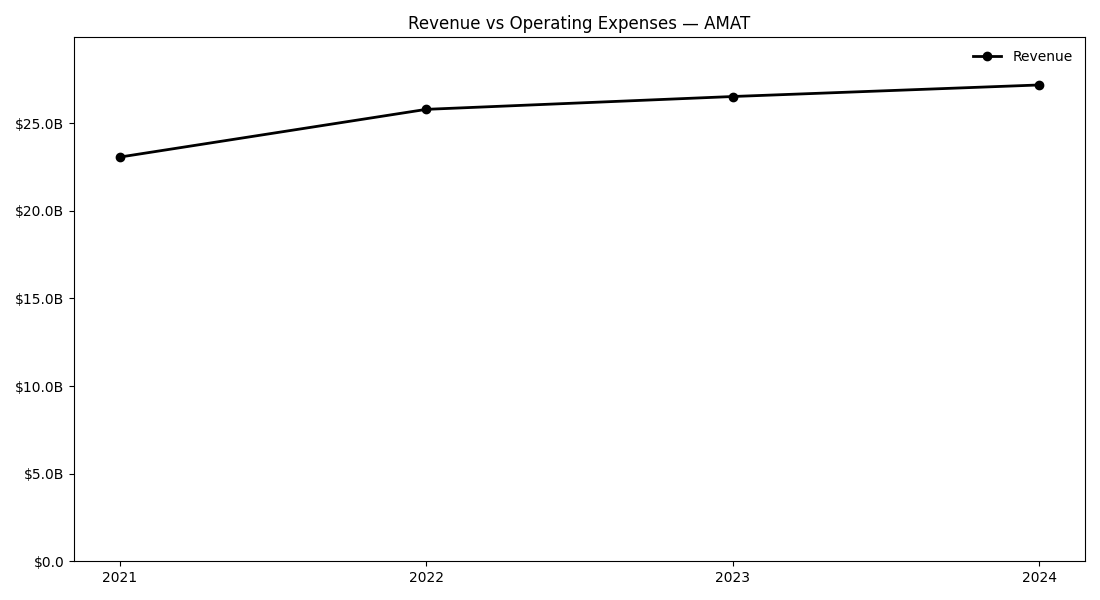 Revenue vs Operating Expenses — AMAT
Revenue
$25.0B
$20.0B
$15.0B
$10.0B
$5.0B
$0.0
2021 2022 2023 2024